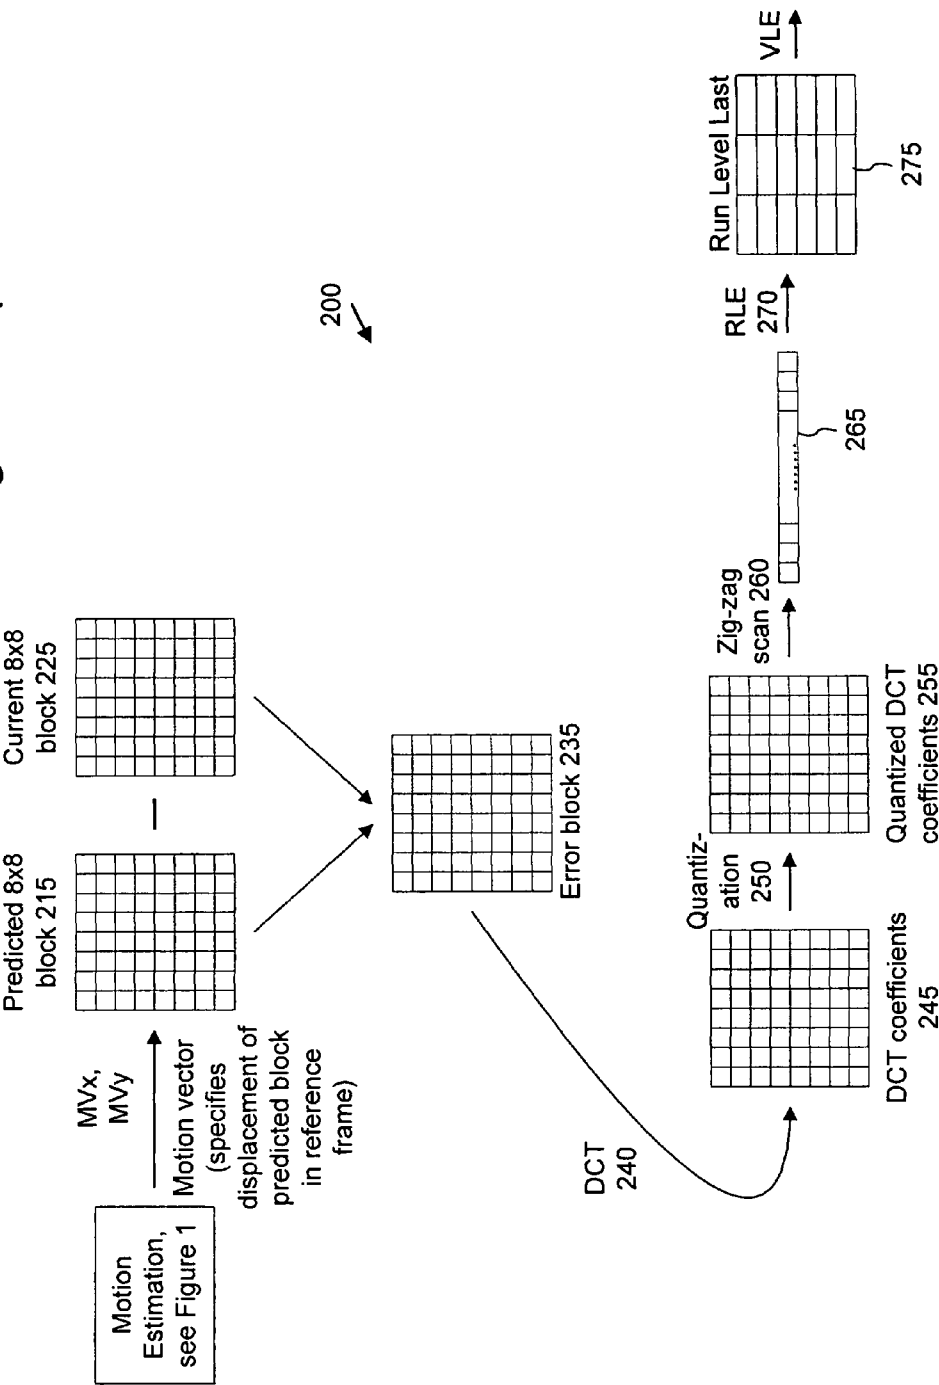 Motion
Estimation,
see Figure 1
MVx,
MVy
Motion vector
(specifies
displacement of
predicted block
in reference
frame)
Predicted 8x8
block 215
Current 8x8
block 225
200
Error block 235
DCT
240
DCT coefficients
245
Quantiz-
ation
250
Quantized DCT
coefficients 255
Zig-zag
scan 260
265
RLE
270
Run Level Last
275
VLE